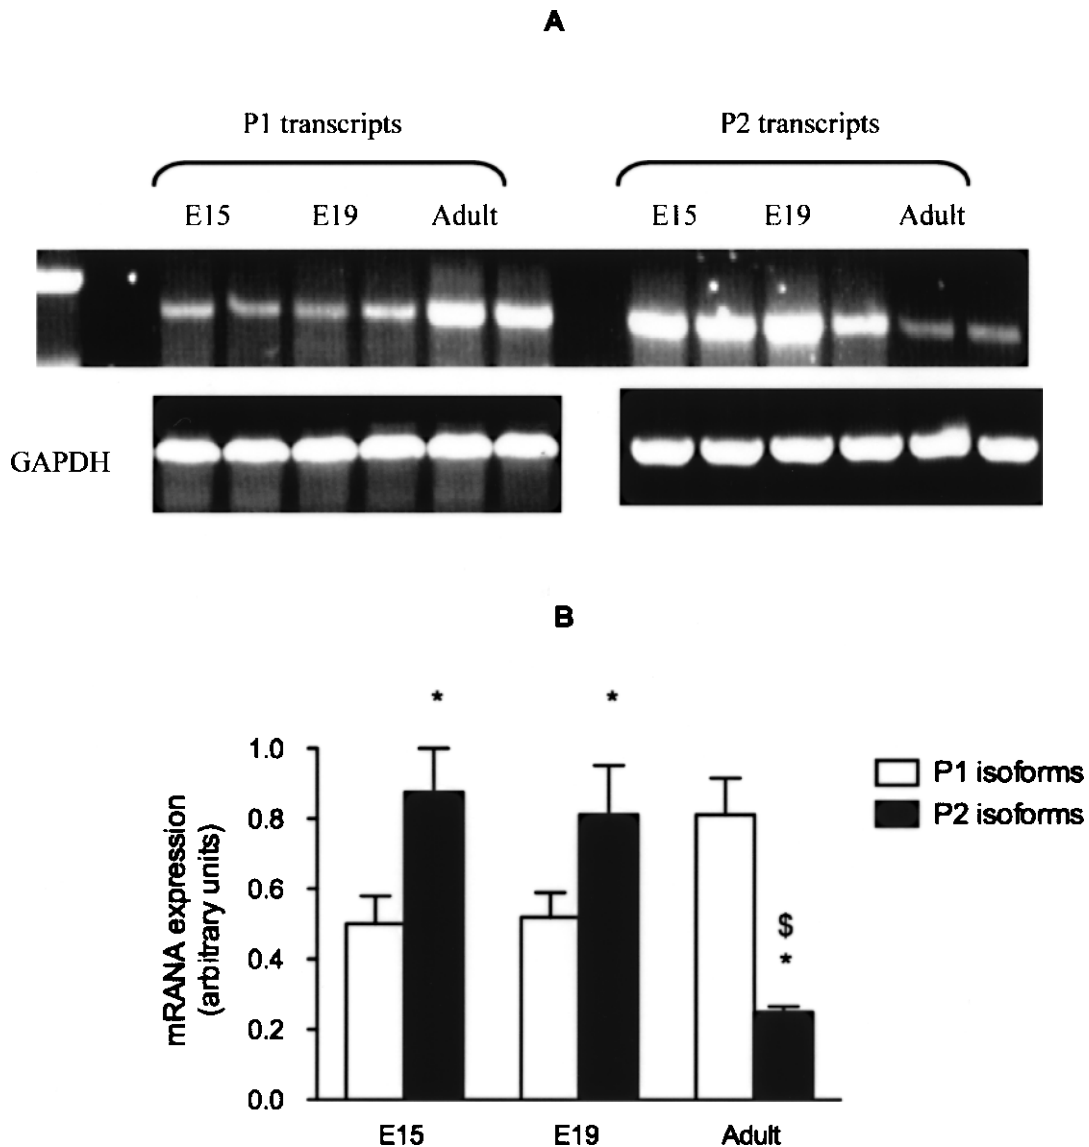 A
P1 transcripts P2 transcripts
E15 E19 Adult E15 E19 Adult
GAPDH
B
* *
1.0
0.8
0.6
0.4
0.2
0.0
mRANA expression
(arbitrary units)
$
*
P1 isoforms
P2 isoforms
E15 E19 Adult